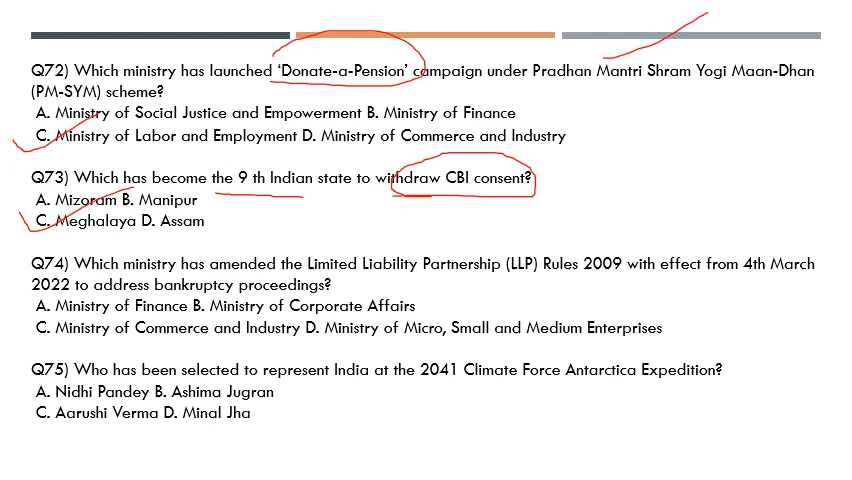 Q72) Which ministry has launched ‘Donate-a-Pension’ campaign under Pradhan Mantri Shram Yogi Maan-Dhan
(PM-SYM) scheme?
A. Ministry of Social Justice and Empowerment B. Ministry of Finance
C. Ministry of Labor and Employment D. Ministry of Commerce and Industry
Q73) Which has become the 9 th Indian state to withdraw CBI consent?
A. Mizoram B. Manipur
C. Meghalaya D. Assam
Q74) Which ministry has amended the Limited Liability Partnership (LLP) Rules 2009 with effect from 4th March
2022 to address bankruptcy proceedings?
A. Ministry of Finance B. Ministry of Corporate Affairs
C. Ministry of Commerce and Industry D. Ministry of Micro, Small and Medium Enterprises
Q75) Who has been selected to represent India at the 2041 Climate Force Antarctica Expedition?
A. Nidhi Pandey B. Ashima Jugran
C. Aarushi Verma D. Minal Jha